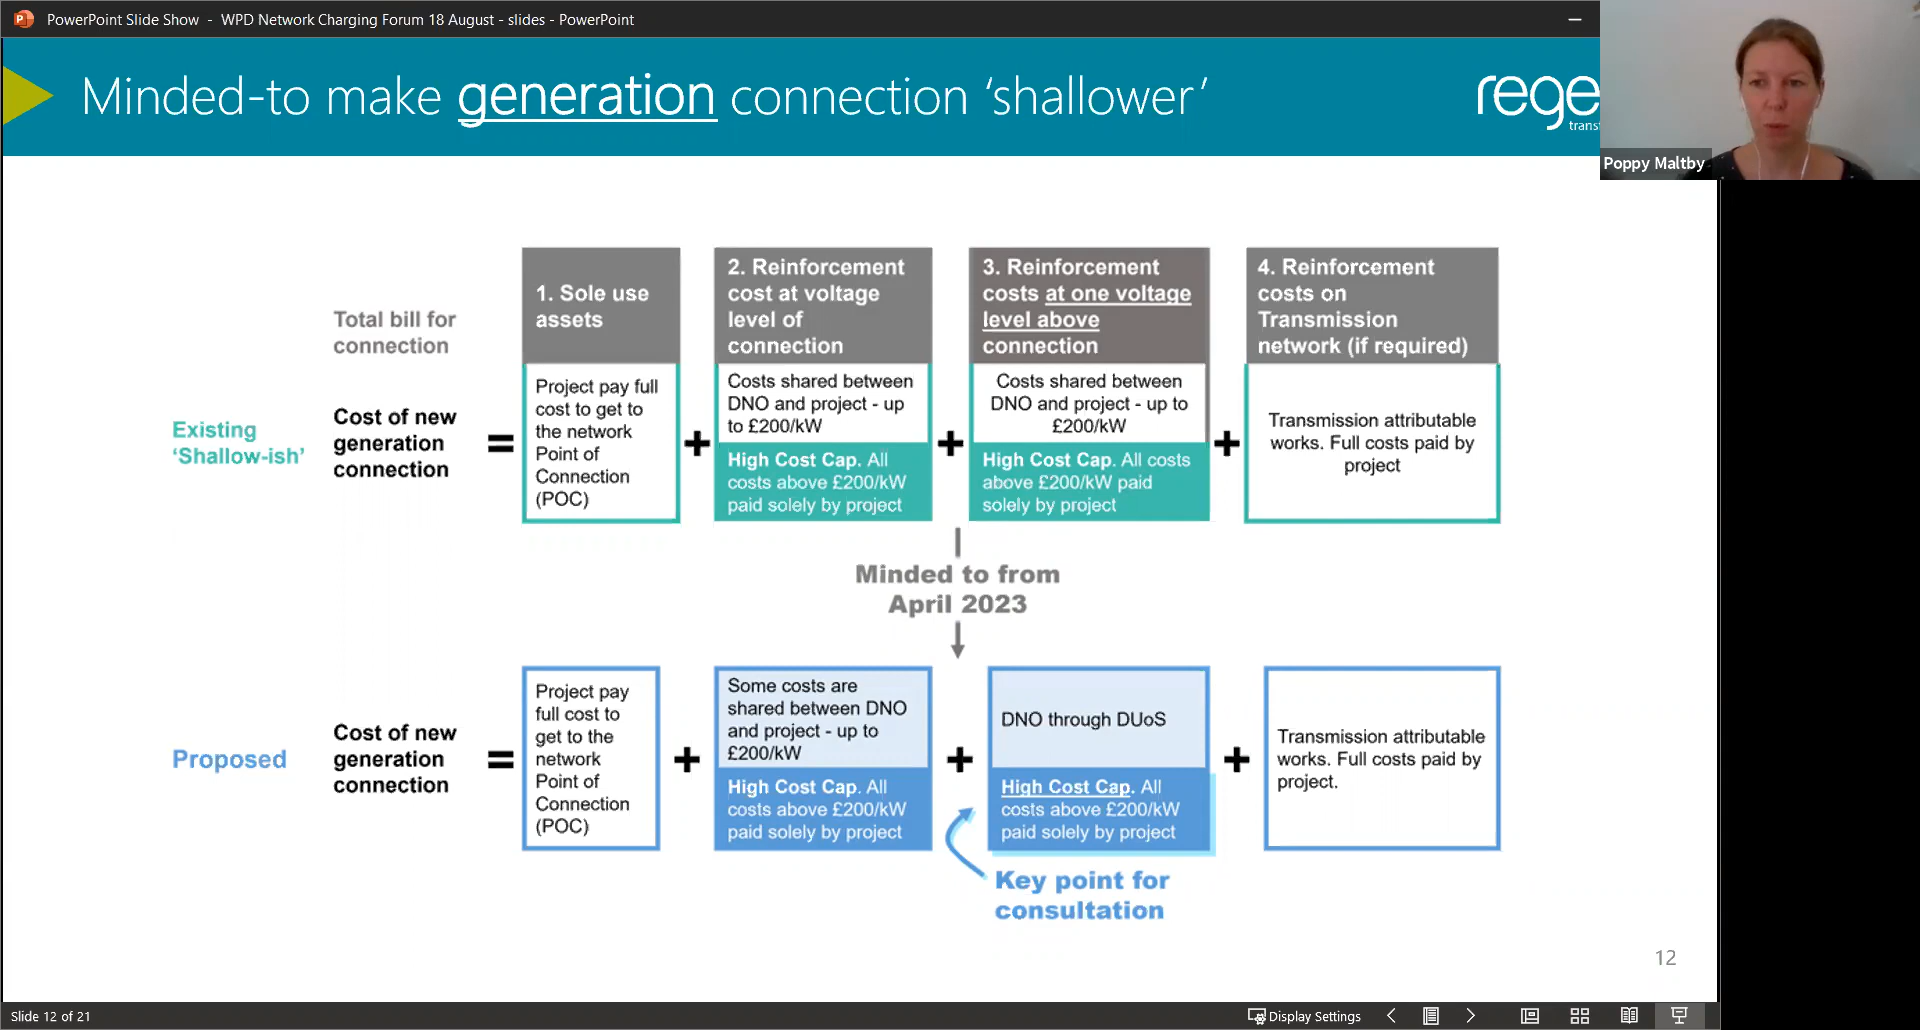 PowerPoint Slide Show - WPD Network Charging Forum 18 August - slides - PowerPoint
Minded-to make generation connection ‘shallower’
rege
trans
Poppy Maltby
Total bill for
connection
1. Sole use
assets
2. Reinforcement
cost at voltage
level of
connection
3. Reinforcement
costs at one voltage
level above
connection
4. Reinforcement
costs on
Transmission
network (if required)
Existing
‘Shallow-ish’
Cost of new
generation
connection
=
Project pay full
cost to get to
the network
Point of
Connection
(POC)
+
Costs shared between
DNO and project - up
to £200/kW
High Cost Cap. All
costs above £200/kW
paid solely by project
+
Costs shared between
DNO and project - up to
£200/kW
High Cost Cap. All costs
above £200/kW paid
solely by project
+
Transmission attributable
works. Full costs paid by
project
Minded to from
April 2023
Proposed
Cost of new
generation
connection
=
Project pay
full cost to
get to the
network
Point of
Connection
(POC)
+
Some costs are
shared between DNO
and project - up to
£200/kW
High Cost Cap. All
costs above £200/kW
paid solely by project
+
DNO through DUoS
High Cost Cap. All
costs above £200/kW
paid solely by project
+
Transmission attributable
works. Full costs paid by
project.
Key point for
consultation
12
Slide 12 of 21
Display Settings